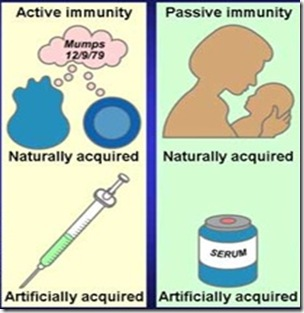 Active immunity
Passive immunity
Mumps
12/9/79
Naturally acquired
Naturally acquired
SERUM
Artificially acquired
Artificially acquired